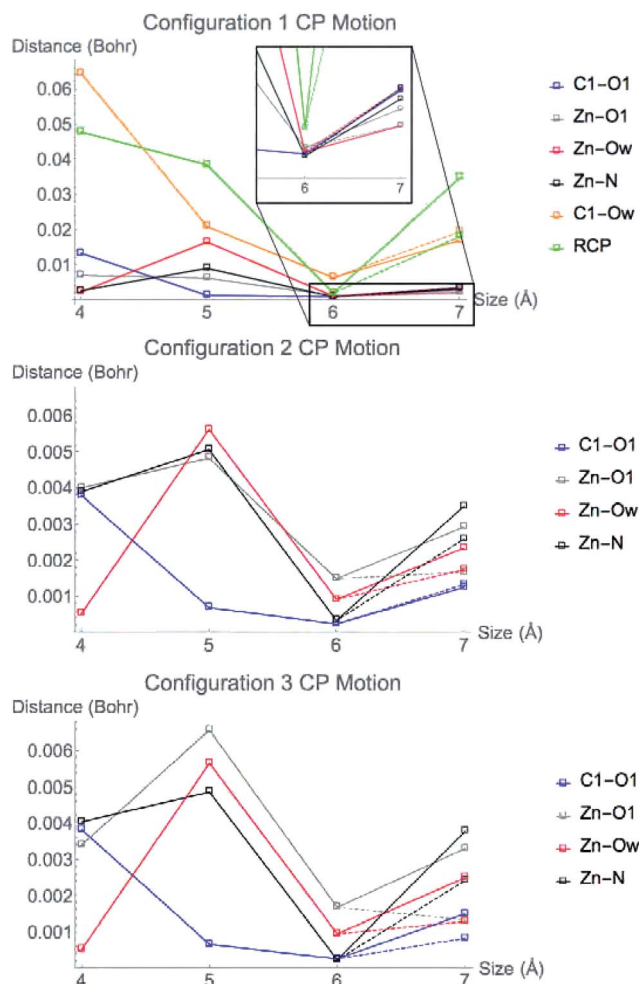 Configuration 1 CP Motion
Distance (Bohr)
0.06
0.05
0.04
0.03
0.02
0.01
4 5 6 7
Size (Å)
6 7
C1-O1
Zn-O1
Zn-Ow
Zn-N
C1-Ow
RCP
Configuration 2 CP Motion
Distance (Bohr)
0.006
0.005
0.004
0.003
0.002
0.001
4 5 6 7
Size (Å)
C1-O1
Zn-O1
Zn-Ow
Zn-N
Configuration 3 CP Motion
Distance (Bohr)
0.006
0.005
0.004
0.003
0.002
0.001
4 5 6 7
Size (Å)
C1-O1
Zn-O1
Zn-Ow
Zn-N